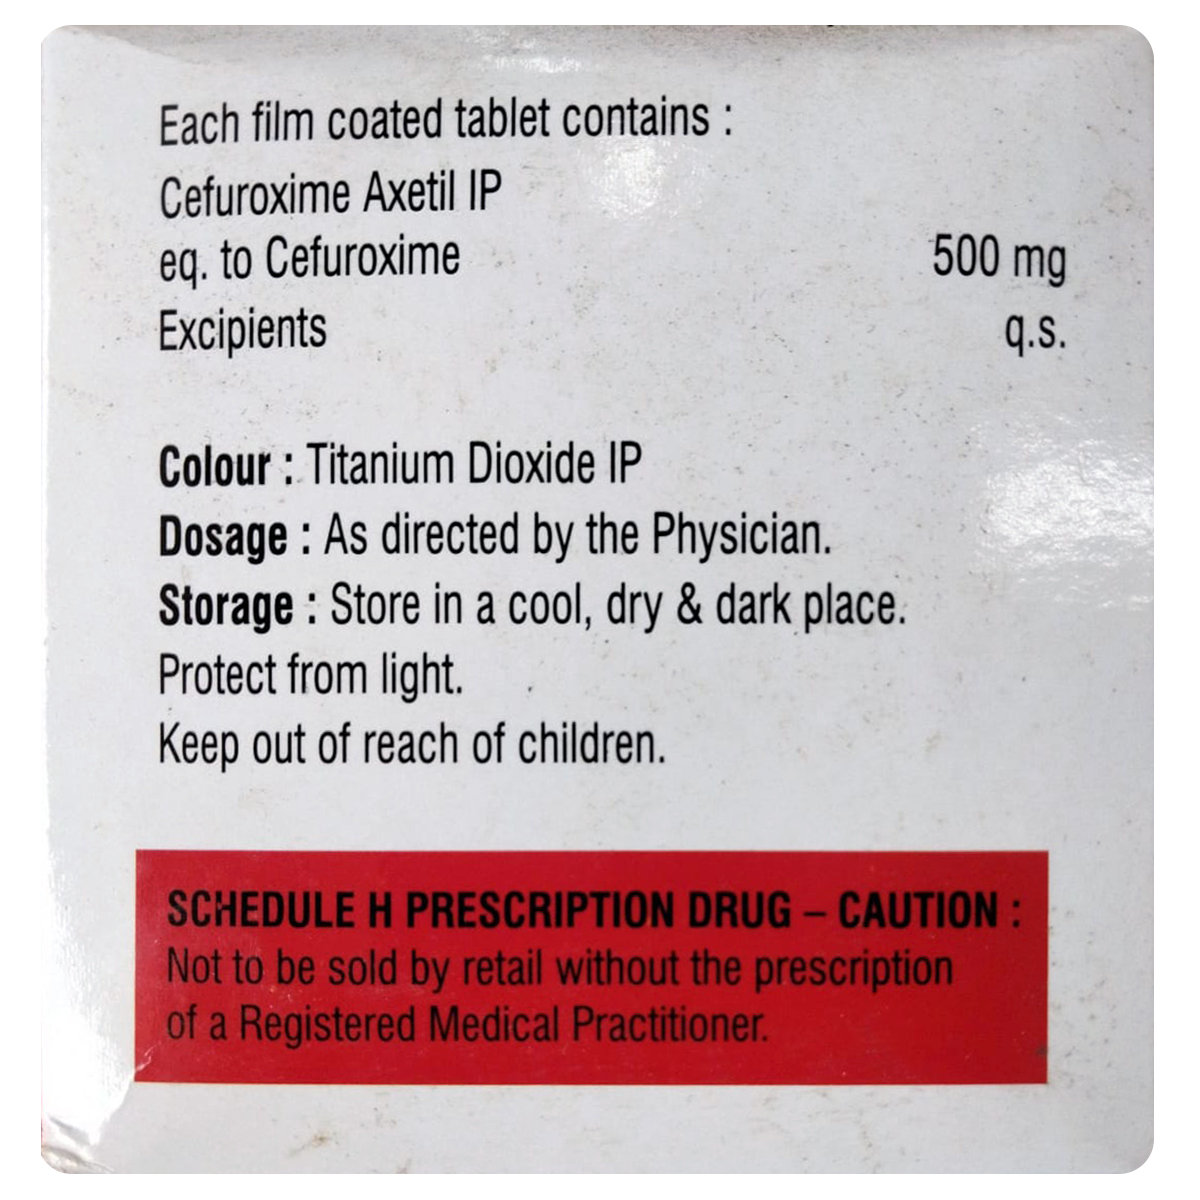 Each film coated tablet contains :
Cefuroxime Axetil IP
eq. to Cefuroxime 500 mg
Excipients q.s.
Colour : Titanium Dioxide IP
Dosage : As directed by the Physician.
Storage : Store in a cool, dry & dark place.
Protect from light.
Keep out of reach of children.
SCHEDULE H PRESCRIPTION DRUG – CAUTION :
Not to be sold by retail without the prescription
of a Registered Medical Practitioner.